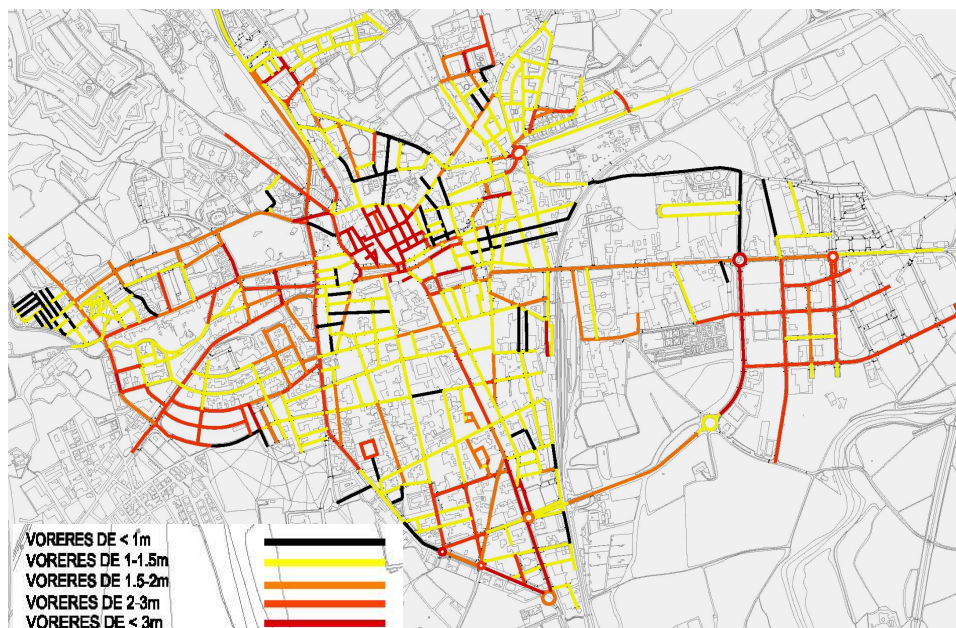 VORERES DE < 1m
VORERES DE 1-1.5m
VORERES DE 1.5-2m
VORERES DE 2-3m
VORERES DE < 3m